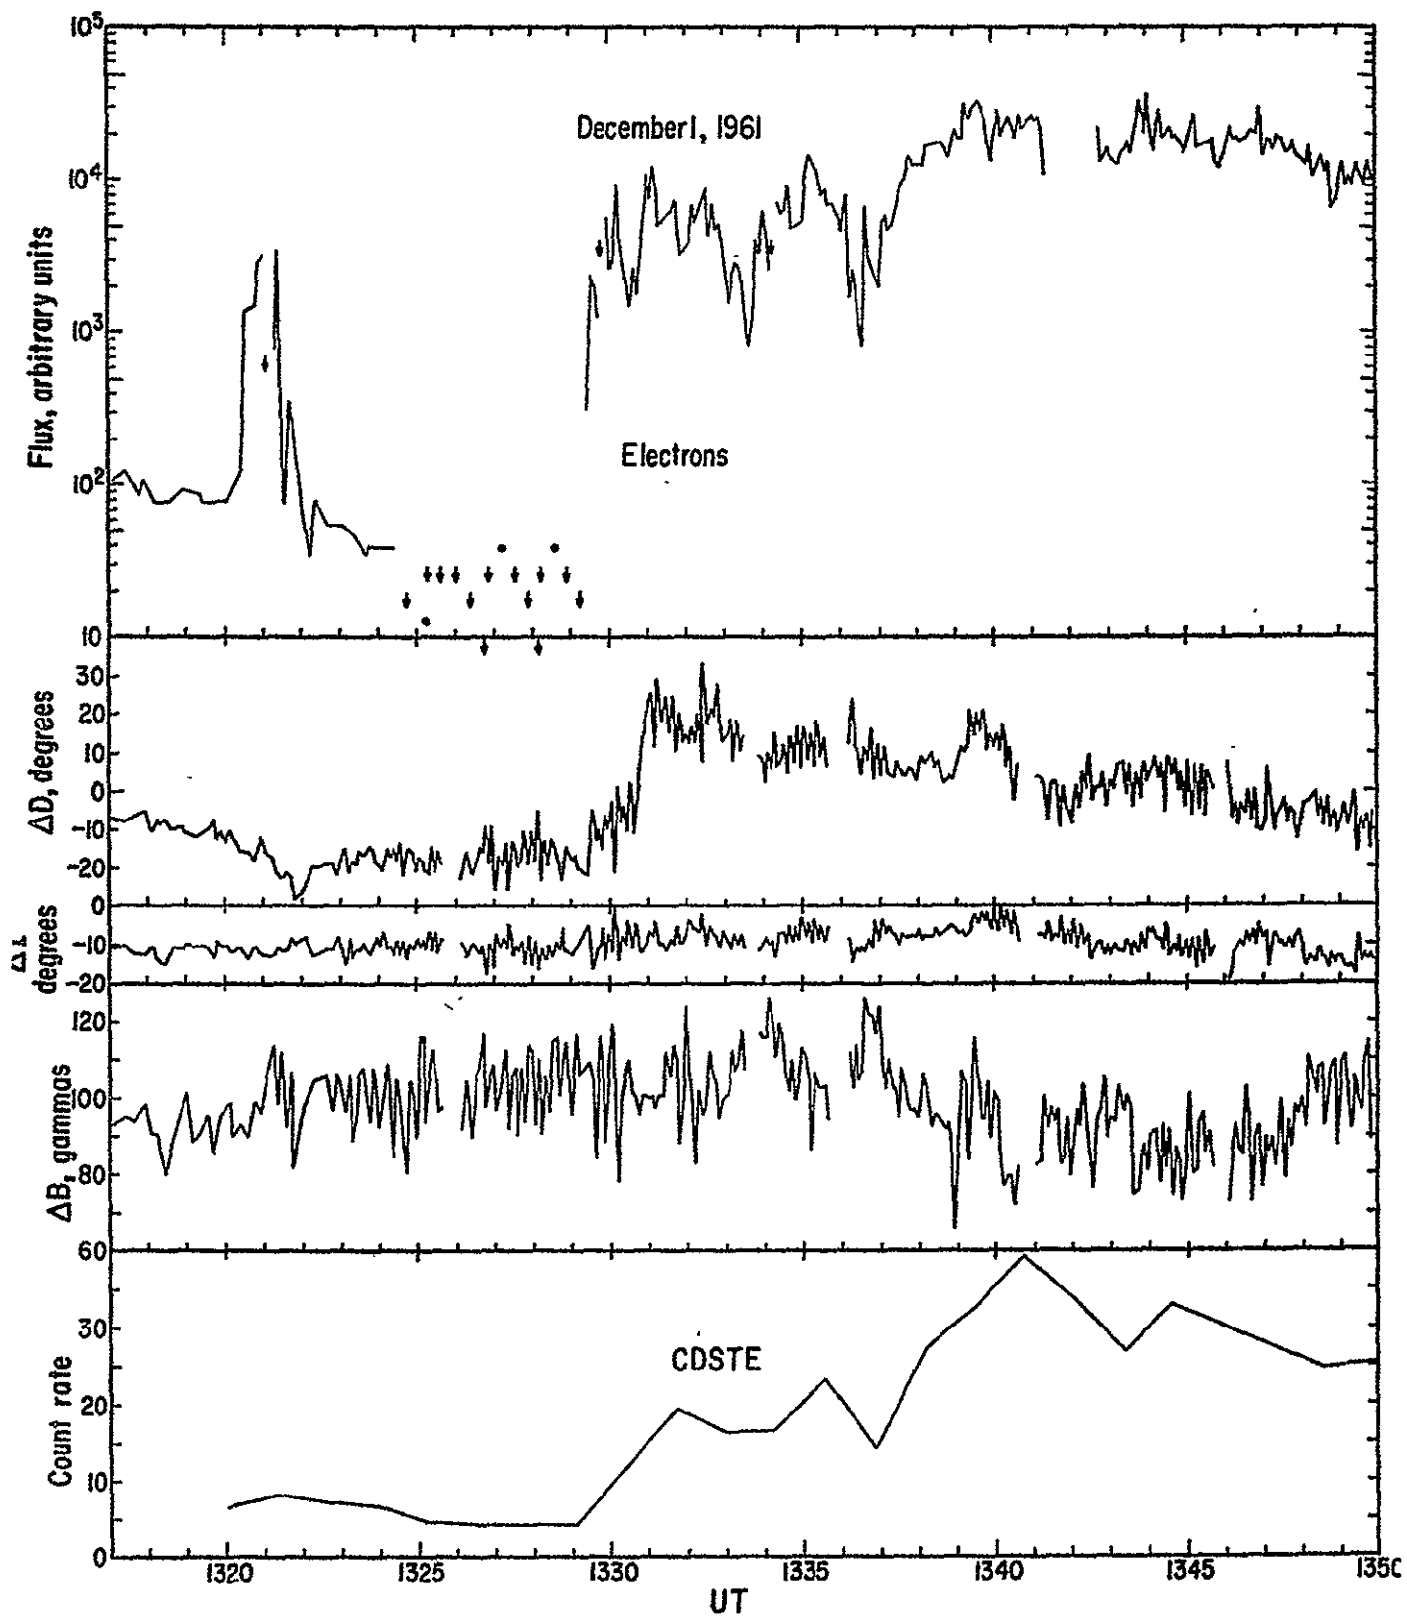 10⁵
December 1, 1961
10⁴
Flux, arbitrary units
10³
Electrons
10²
10
ΔD, degrees
30
20
10
0
-10
-20
0
ΔI
degrees
-10
-20
ΔB, gammas
120
100
80
60
Count rate
30
CDSTE
20
10
0
1320 1325 1330 1335 1340 1345 1350
UT